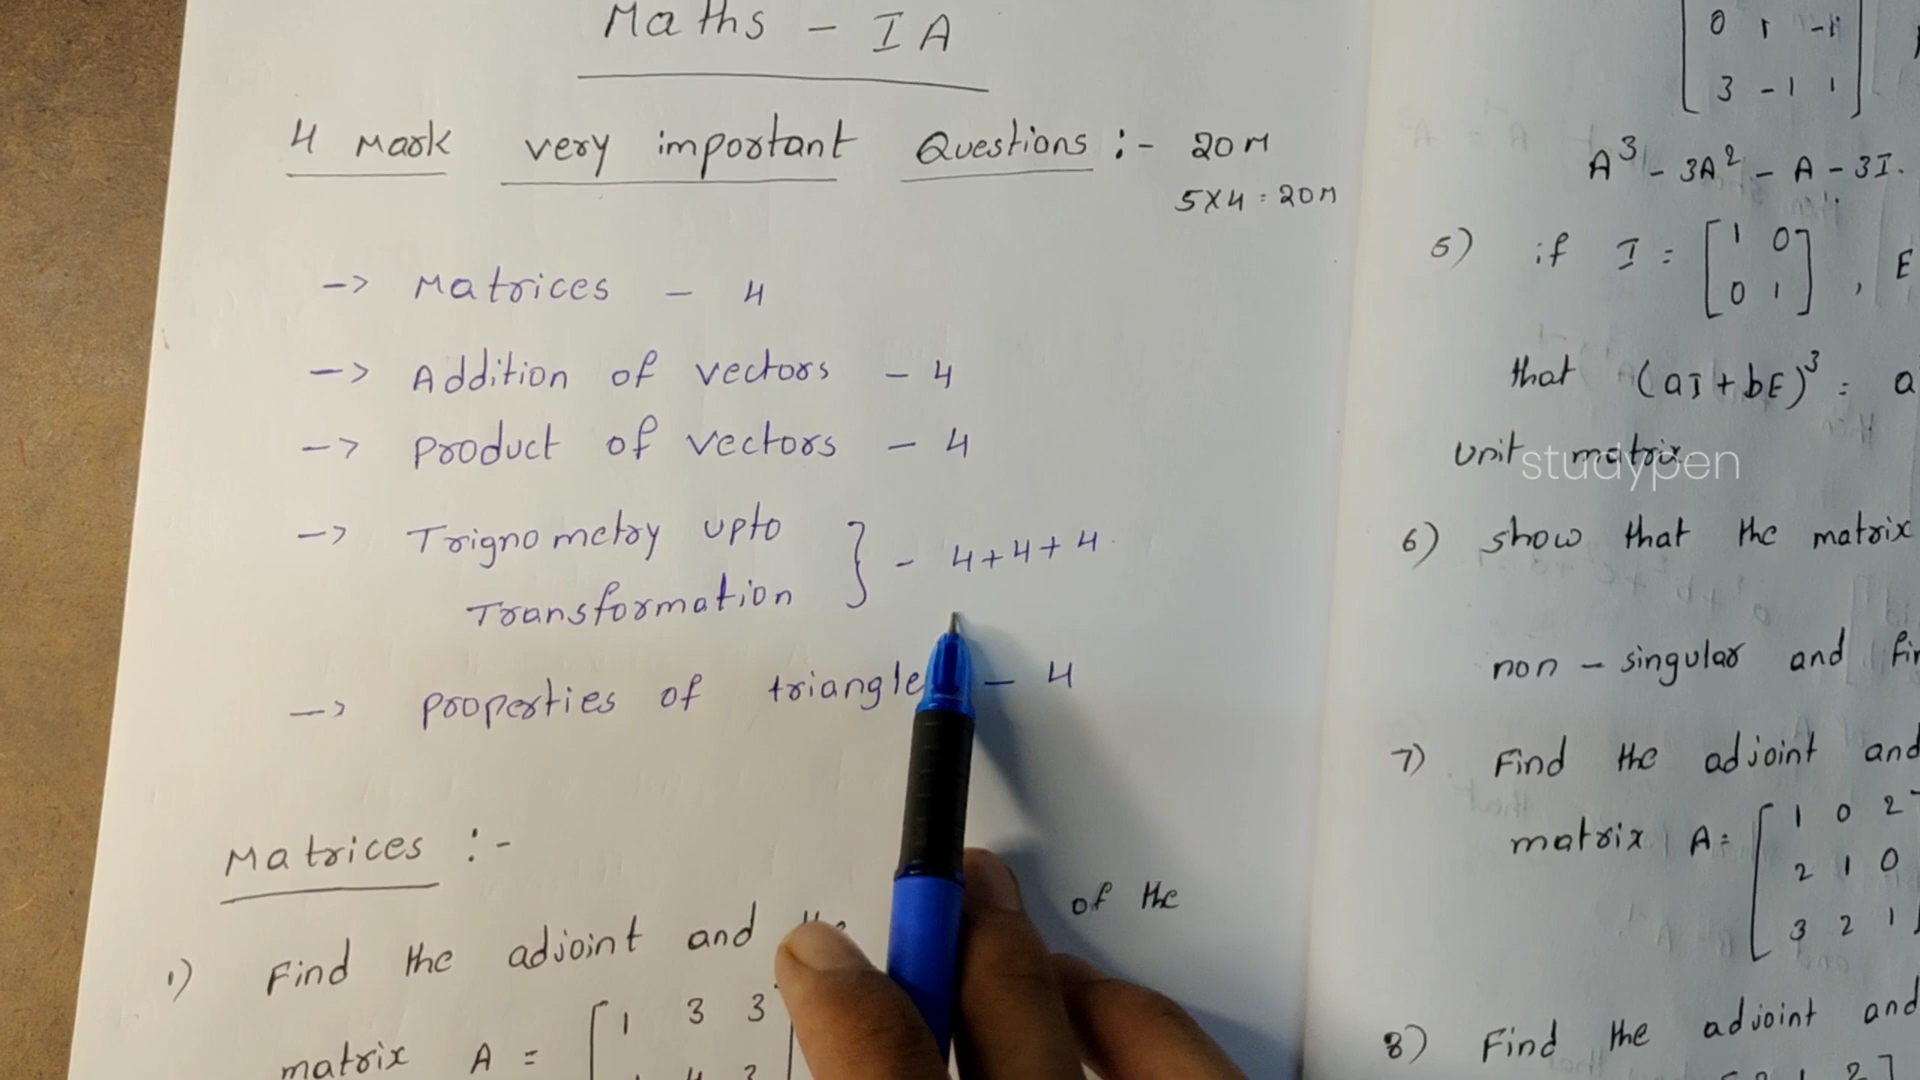 Maths - IA
4 Mark very important Questions :- 20M
5X4 = 20M
-> Matrices - 4
-> Addition of vectors - 4
-> product of vectors - 4
-> Trignometry upto
Transformation } - 4+4+4
-> properties of triangle - 4
Matrices :-
1) Find the adjoint and the of the
matrix A = [ 1 3 3
0 1 -1
3 -1 1
A³ - 3A² - A - 3I.
5) if I = [ 1 0
0 1 ] , E
that (aI + bE)³ = a
unit matrix
studypen
6) show that the matrix
non - singular and
7) Find the adjoint and
matrix A = [ 1 0 2
2 1 0
3 2 1
8) Find the adjoint and